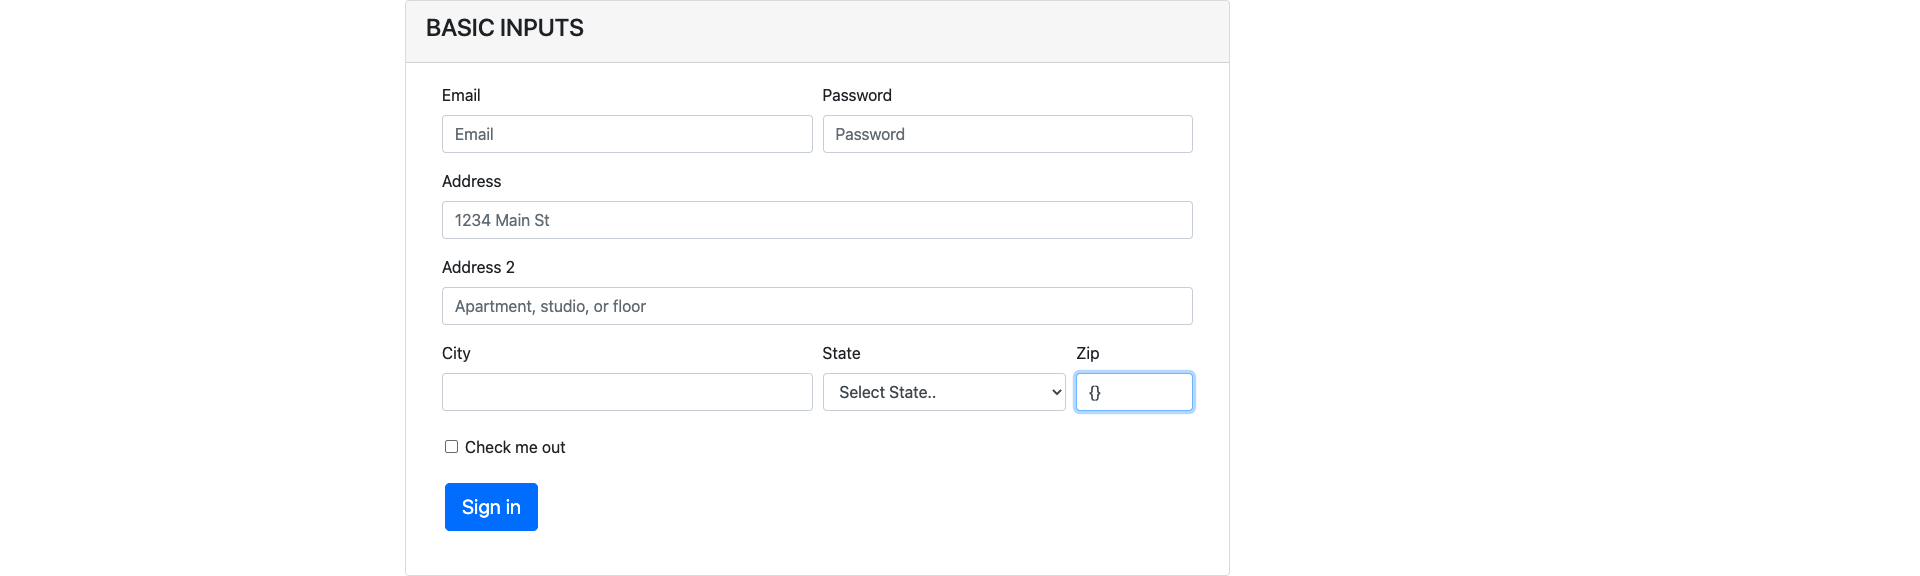 BASIC INPUTS
Email Password
Email Password
Address
1234 Main St
Address 2
Apartment, studio, or floor
City State Zip
Select State.. {}
Check me out
Sign in